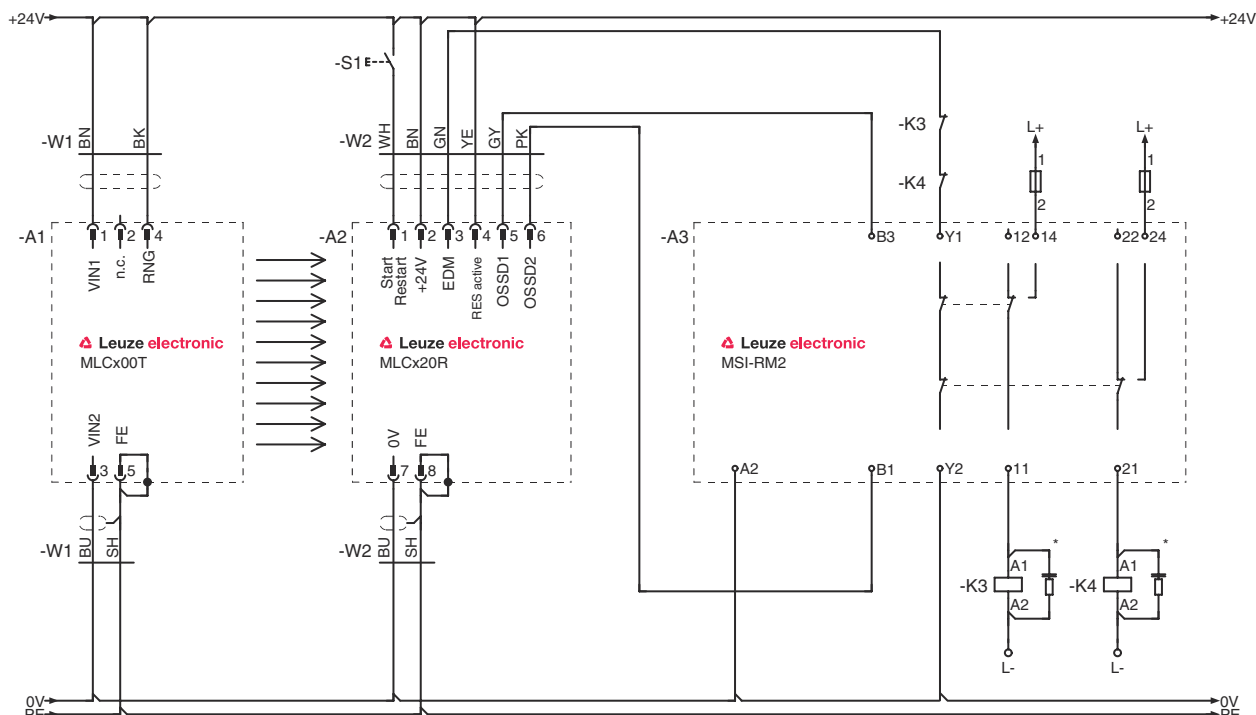 +24V
+24V
-S1
-K3
-K4
L+
L+
1
2
1
2
-W1
BN
BK
-W2
WH
BN
GN
YE
GY
PK
-A1
1
2
4
VIN1
n.c.
RNG
-A2
1
2
3
4
5
6
Start
Restart
+24V
EDM
RES active
OSSD1
OSSD2
-A3
B3
Y1
12
14
22
24
Leuze electronic
MLCx00T
Leuze electronic
MLCx20R
Leuze electronic
MSI-RM2
VIN2
FE
3
5
0V
FE
7
8
A2
B1
Y2
11
21
-W1
BU
SH
-W2
BU
SH
-K3
A1
A2
*
-K4
A1
A2
*
L-
L-
0V
0V
PE
PE